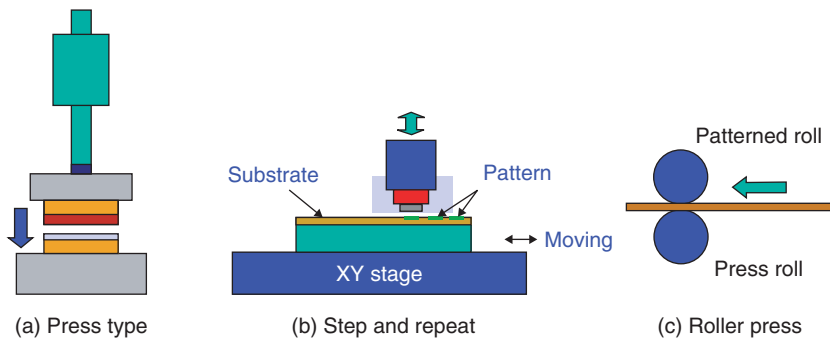 Substrate
Pattern
Moving
XY stage
Patterned roll
Press roll
(a) Press type
(b) Step and repeat
(c) Roller press